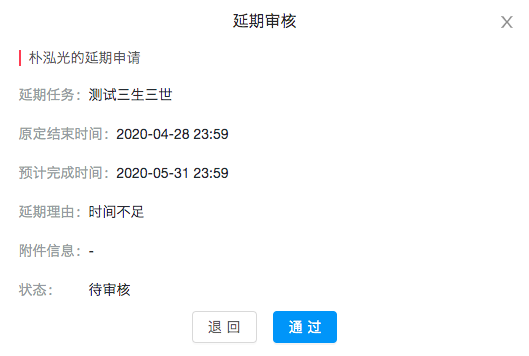 延期审核
X
朴泓光的延期申请
延期任务：测试三生三世
原定结束时间：2020-04-28 23:59
预计完成时间：2020-05-31 23:59
延期理由：时间不足
附件信息：-
状态： 待审核
退 回 通 过